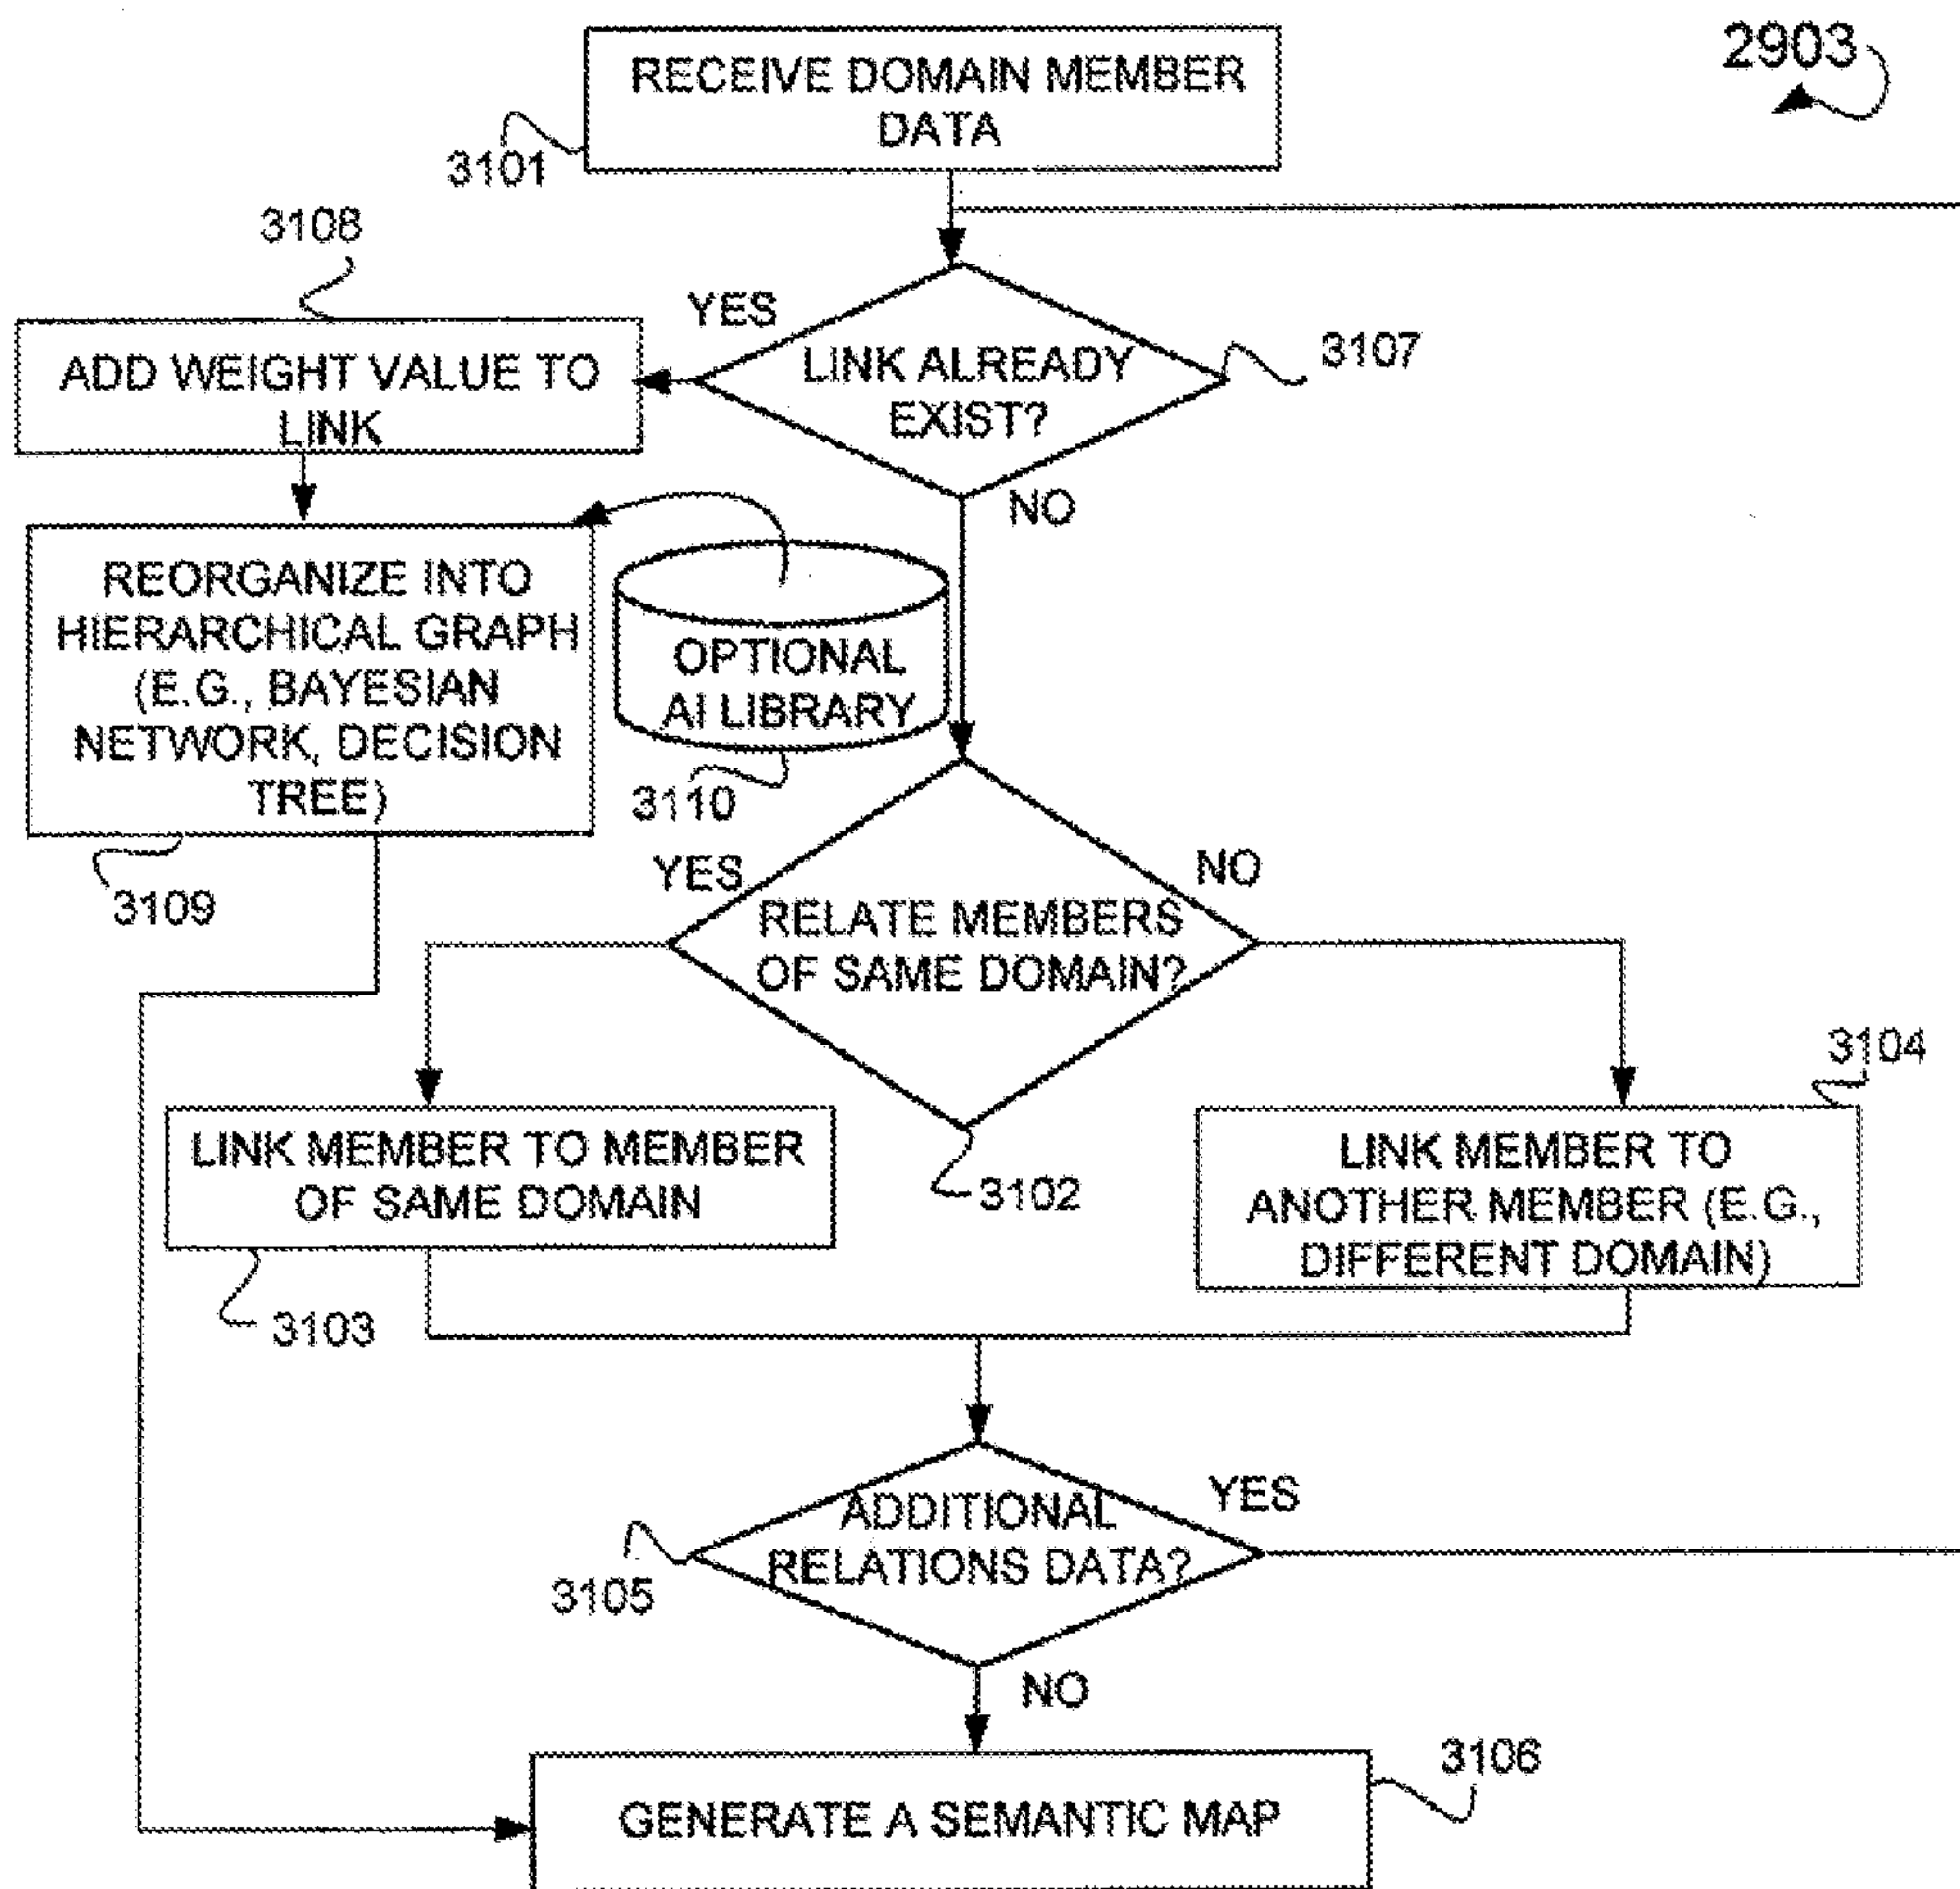 2903
RECEIVE DOMAIN MEMBER
DATA
3101
3108
YES
3107
ADD WEIGHT VALUE TO
LINK
LINK ALREADY
EXIST?
NO
REORGANIZE INTO
HIERARCHICAL GRAPH
(E.G., BAYESIAN
NETWORK, DECISION
TREE)
OPTIONAL
AI LIBRARY
3110
3109
YES
NO
RELATE MEMBERS
OF SAME DOMAIN?
3104
LINK MEMBER TO MEMBER
OF SAME DOMAIN
3102
LINK MEMBER TO
ANOTHER MEMBER (E.G.,
DIFFERENT DOMAIN)
3103
ADDITIONAL
RELATIONS DATA?
YES
3105
NO
3106
GENERATE A SEMANTIC MAP